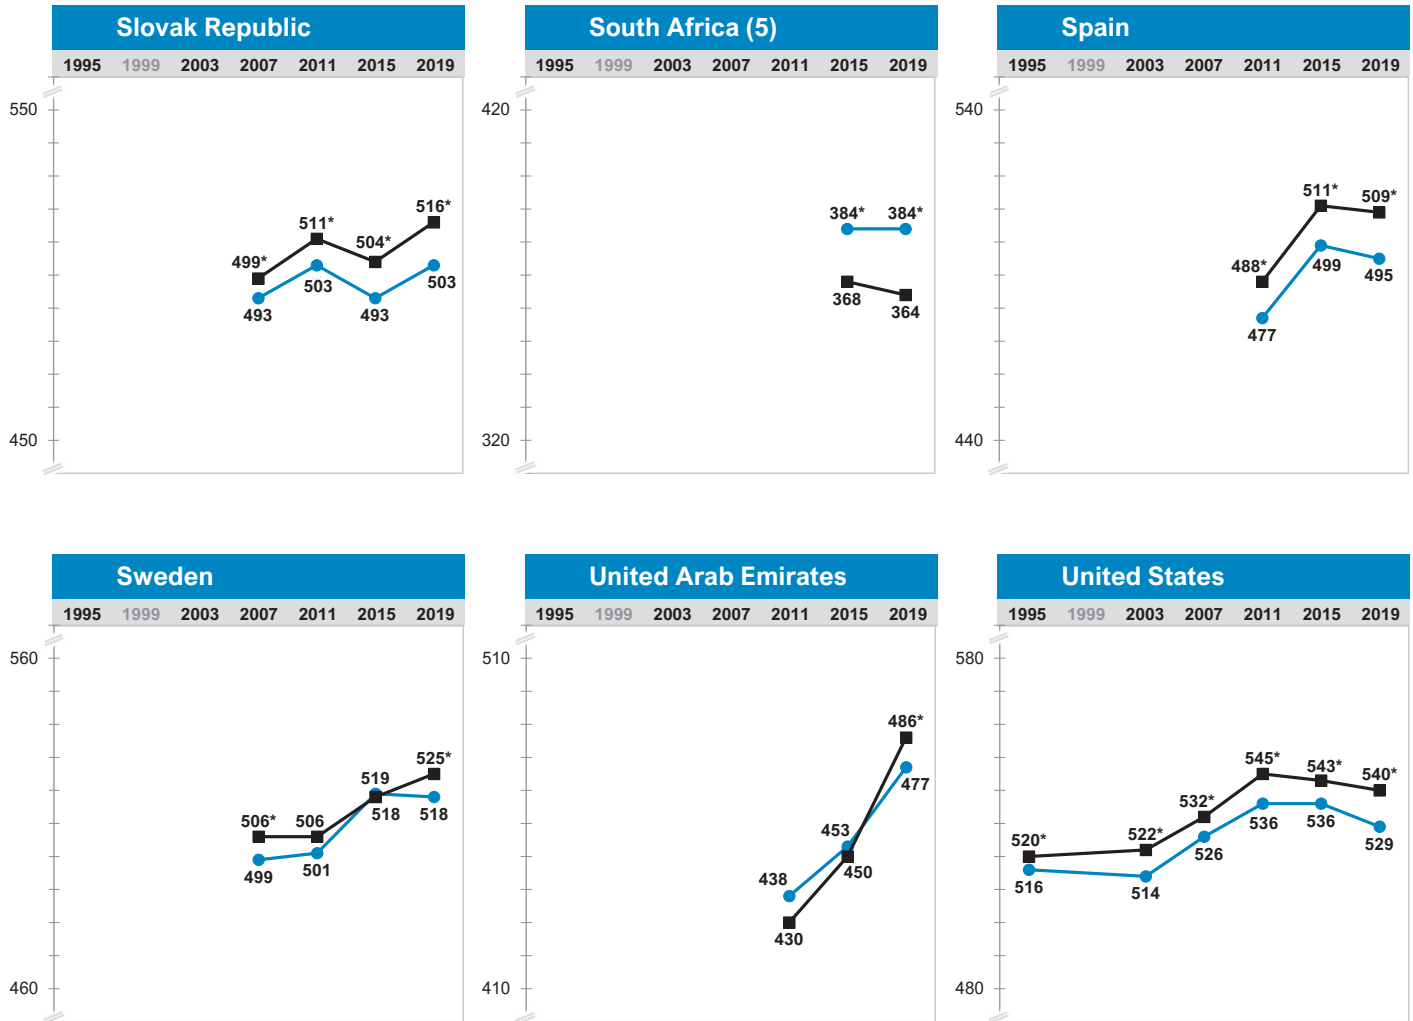 Slovak Republic
1995 1999 2003 2007 2011 2015 2019
550
499* 511* 504* 516*
493 503 493 503
450
South Africa (5)
1995 1999 2003 2007 2011 2015 2019
420
384* 384*
368 364
320
Spain
1995 1999 2003 2007 2011 2015 2019
540
488* 511* 509*
477 499 495
440
Sweden
1995 1999 2003 2007 2011 2015 2019
560
506* 506 519 525*
499 501 518 518
460
United Arab Emirates
1995 1999 2003 2007 2011 2015 2019
510
438 453 486*
430 450 477
410
United States
1995 1999 2003 2007 2011 2015 2019
580
520* 522* 532* 545* 543* 540*
516 514 526 536 536 529
480